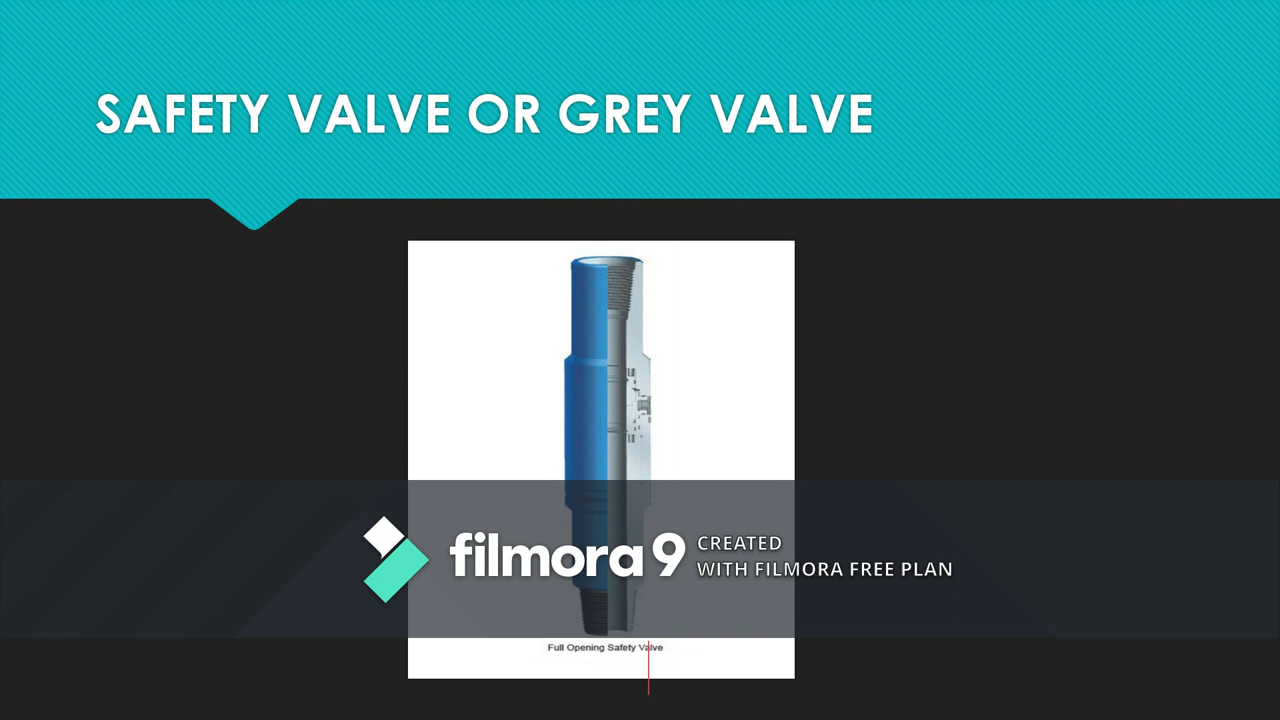 SAFETY VALVE OR GREY VALVE
filmora9 CREATED
WITH FILMORA FREE PLAN
Full Opening Safety Valve